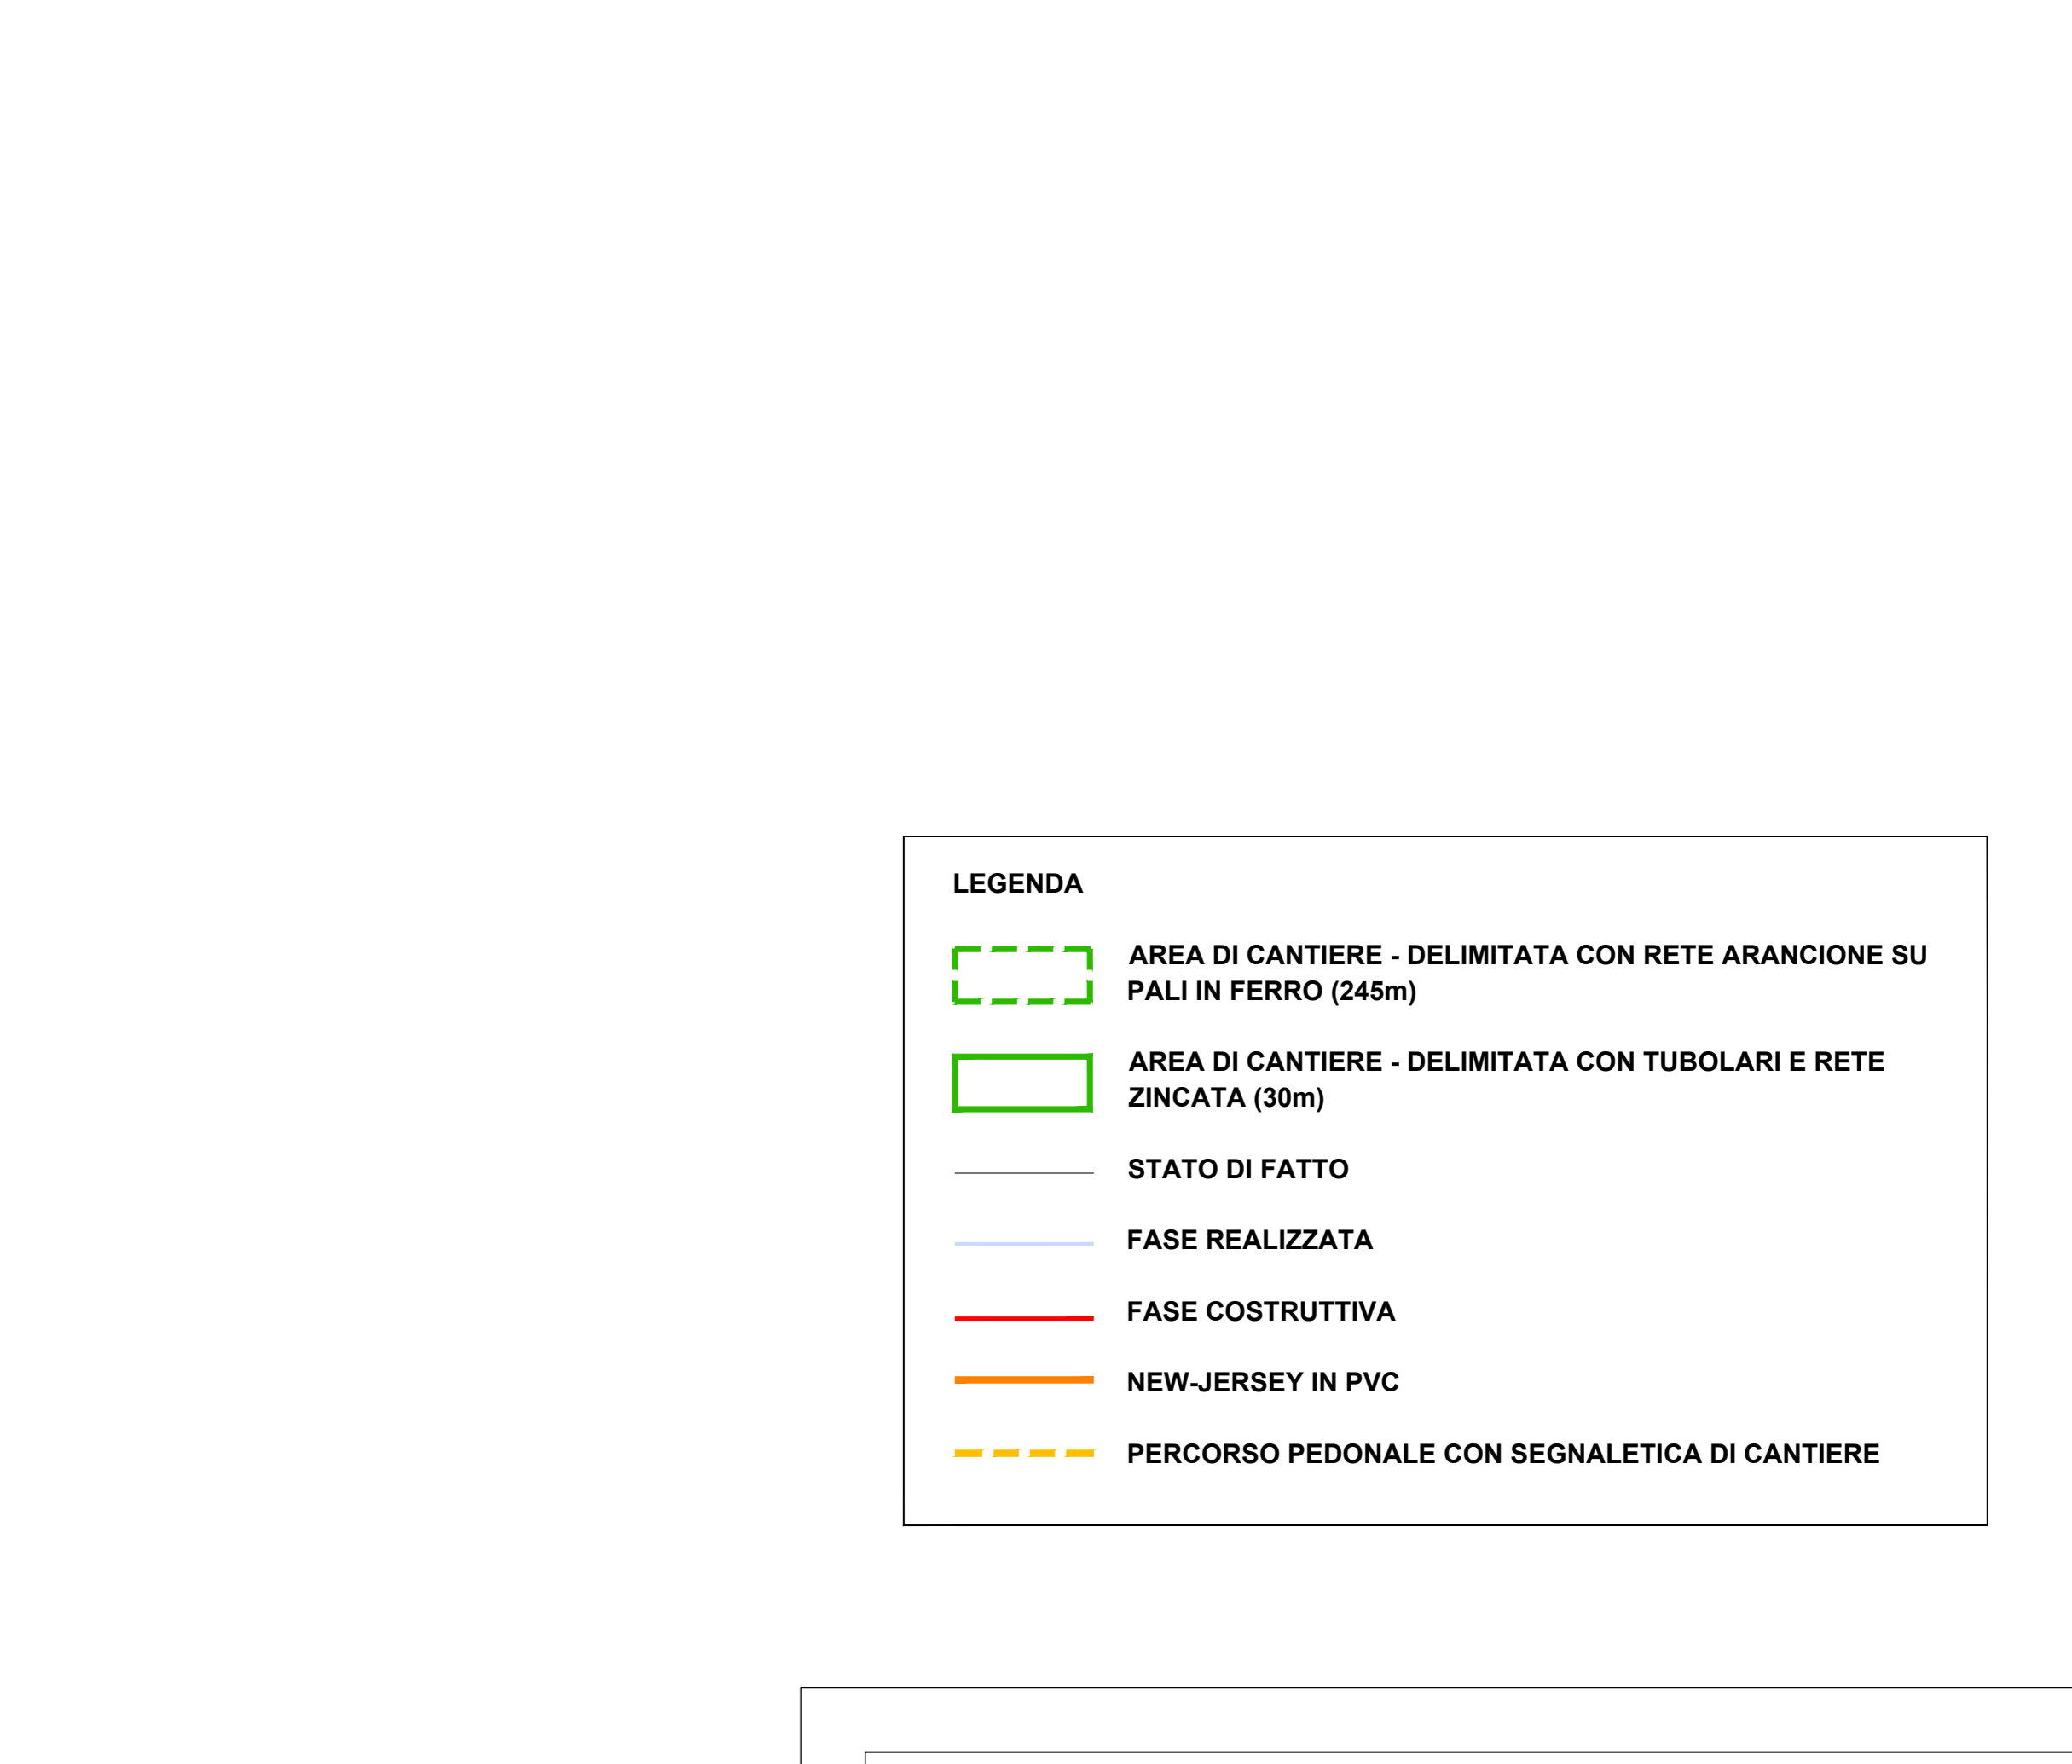 LEGENDA
AREA DI CANTIERE - DELIMITATA CON RETE ARANCIONE SU
PALI IN FERRO (245m)
AREA DI CANTIERE - DELIMITATA CON TUBOLARI E RETE
ZINCATA (30m)
STATO DI FATTO
FASE REALIZZATA
FASE COSTRUTTIVA
NEW-JERSEY IN PVC
PERCORSO PEDONALE CON SEGNALETICA DI CANTIERE